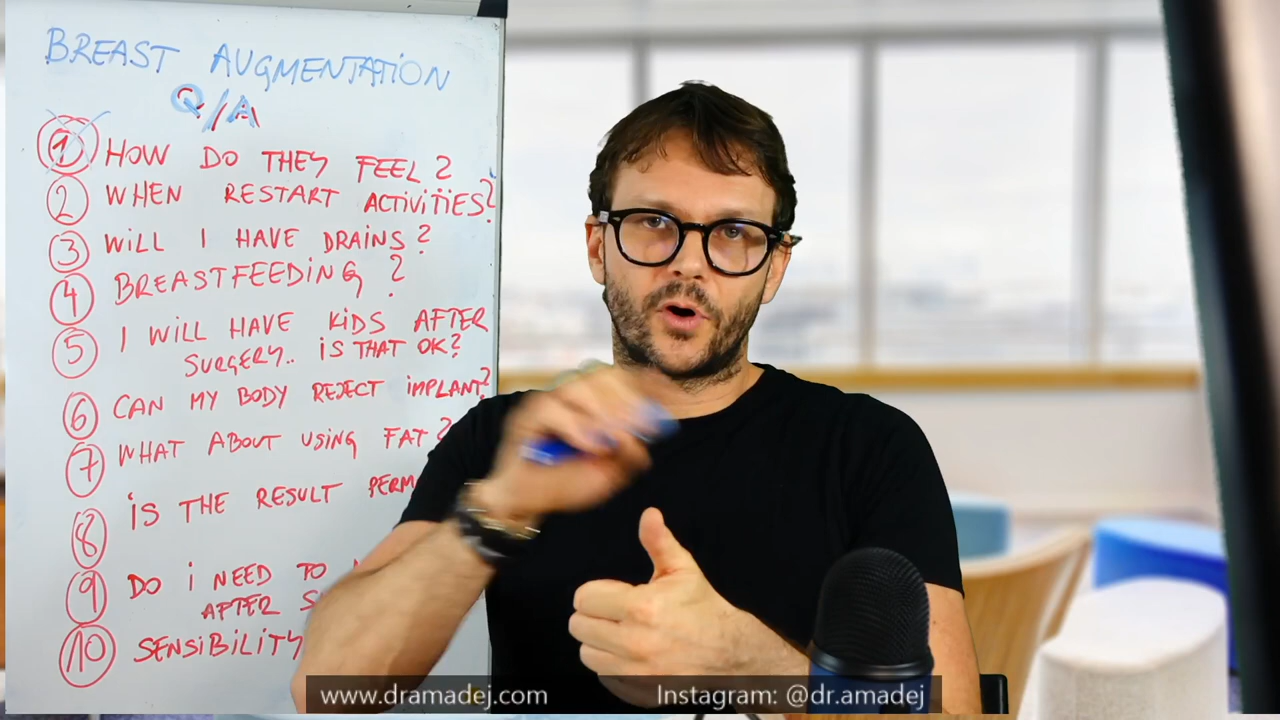 BREAST AUGMENTATION
Q/A
1 HOW DO THEY FEEL?
2 WHEN RESTART ACTIVITIES?
3 WILL I HAVE DRAINS?
4 BREASTFEEDING?
5 I WILL HAVE KIDS AFTER
SURGERY.. IS THAT OK?
6 CAN MY BODY REJECT IMPLANT?
7 WHAT ABOUT USING FAT?
8 IS THE RESULT
9 DO I NEED TO
AFTER
10 SENSIBILITY
www.dramadej.com Instagram: @dr.amadej